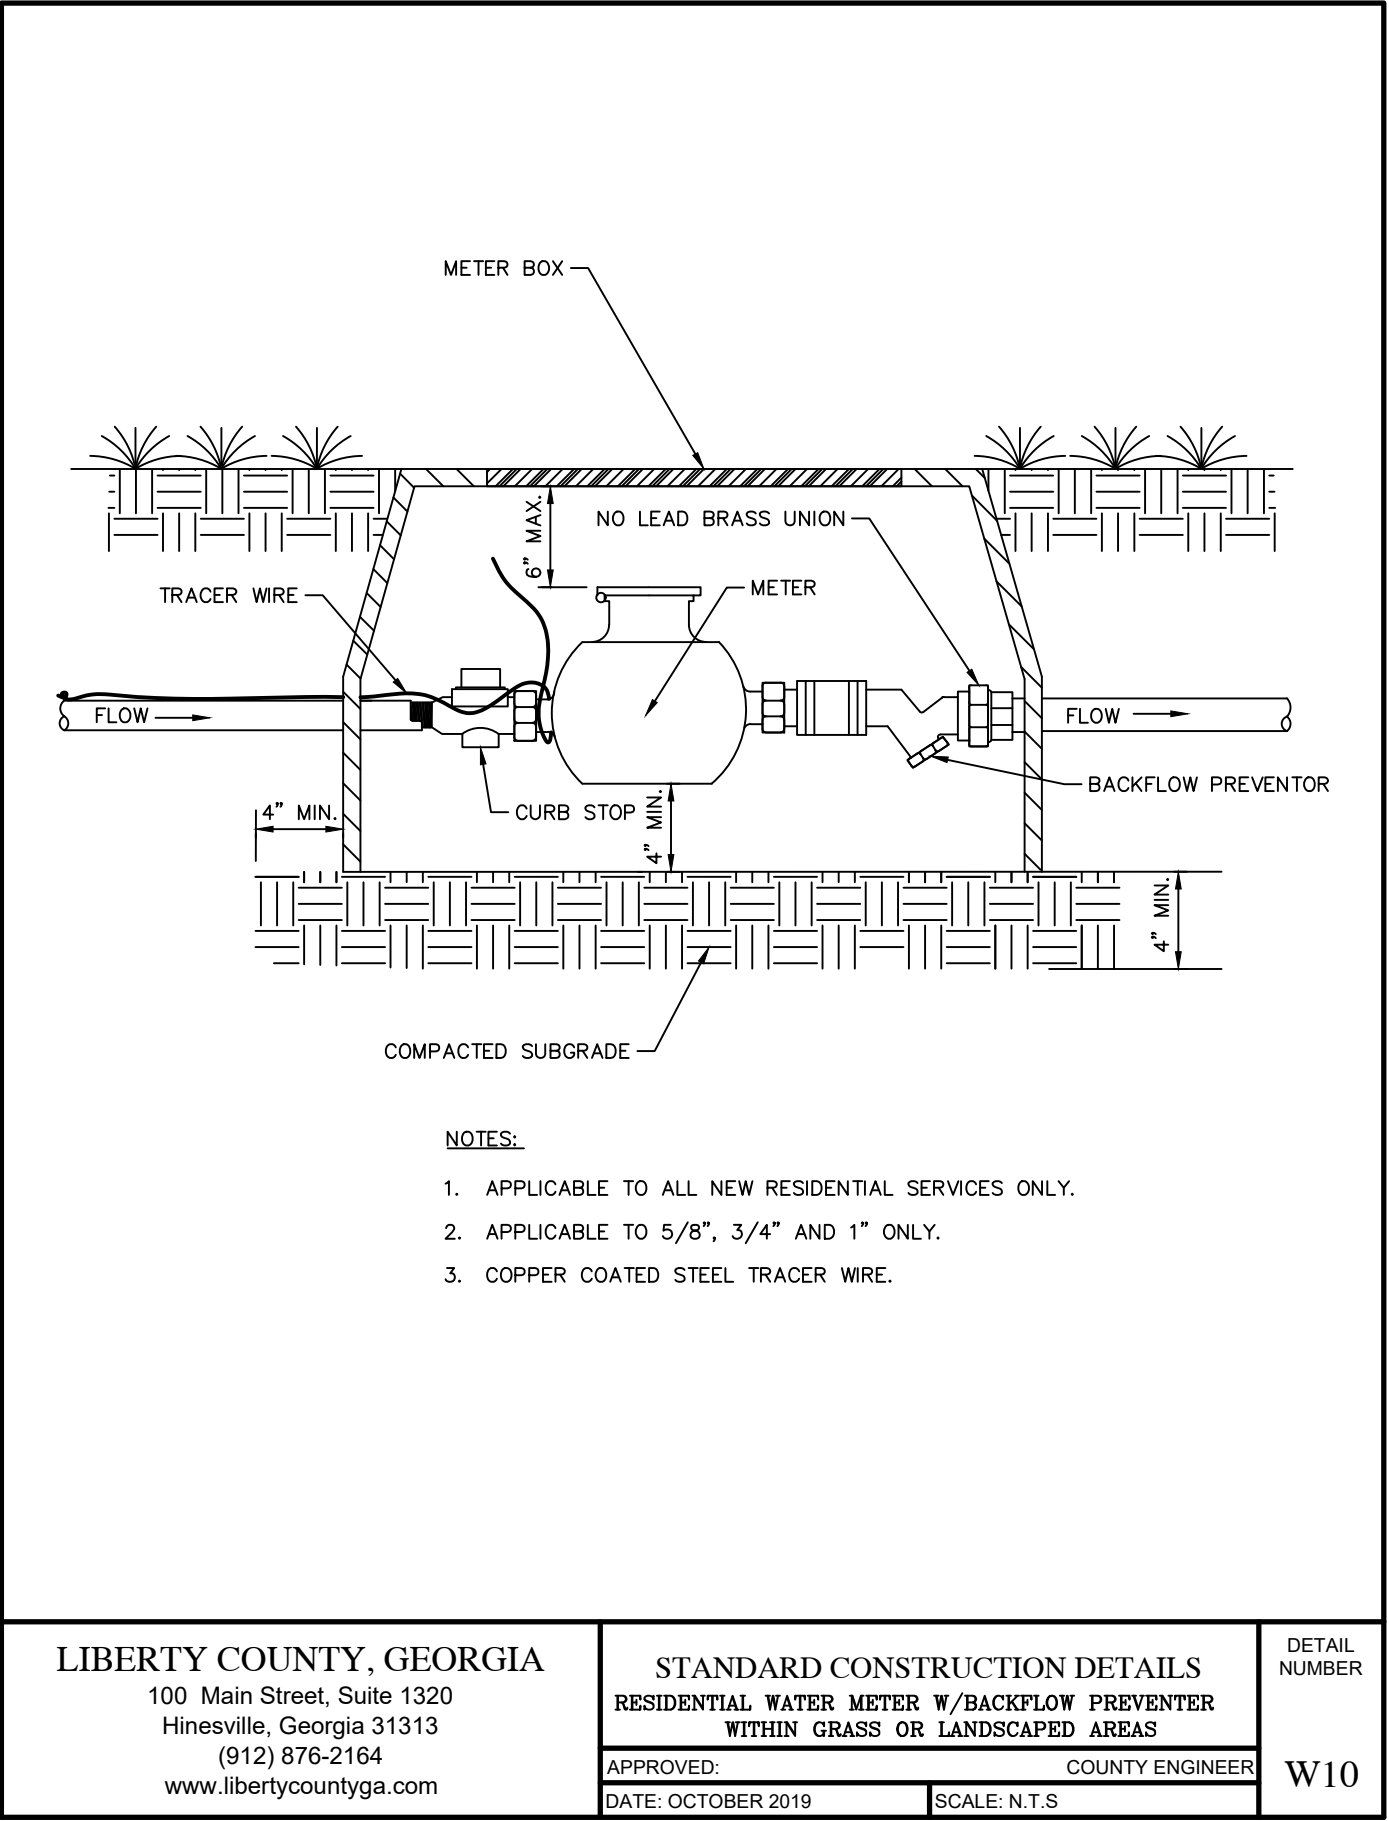 METER BOX
6" MAX.
NO LEAD BRASS UNION
TRACER WIRE
METER
FLOW
FLOW
BACKFLOW PREVENTOR
4" MIN.
CURB STOP
4" MIN.
4" MIN.
COMPACTED SUBGRADE
NOTES:
1. APPLICABLE TO ALL NEW RESIDENTIAL SERVICES ONLY.
2. APPLICABLE TO 5/8", 3/4" AND 1" ONLY.
3. COPPER COATED STEEL TRACER WIRE.
LIBERTY COUNTY, GEORGIA
100 Main Street, Suite 1320
Hinesville, Georgia 31313
(912) 876-2164
www.libertycountyga.com
STANDARD CONSTRUCTION DETAILS
RESIDENTIAL WATER METER W/BACKFLOW PREVENTER
WITHIN GRASS OR LANDSCAPED AREAS
APPROVED: COUNTY ENGINEER
DATE: OCTOBER 2019 SCALE: N.T.S
DETAIL
NUMBER
W10